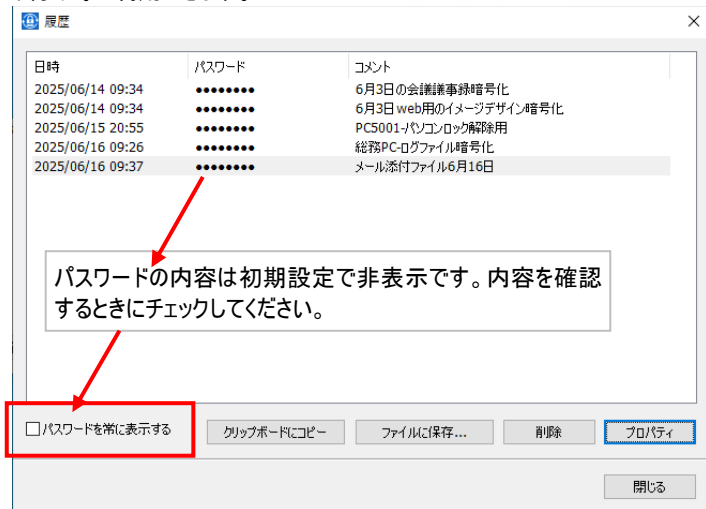 履歴
日時 パスワード コメント
2025/06/14 09:34 ●●●●●●●● 6月3日の会議議事録暗号化
2025/06/14 09:34 ●●●●●●●● 6月3日 web用のイメージデザイン暗号化
2025/06/15 20:55 ●●●●●●●● PC5001-パソコンロック解除用
2025/06/16 09:26 ●●●●●●●● 総務PC-ログファイル暗号化
2025/06/16 09:37 ●●●●●●●● メール添付ファイル6月16日
パスワードの内容は初期設定で非表示です。内容を確認
するときにチェックしてください。
パスワードを常に表示する クリップボードにコピー ファイルに保存... 削除 プロパティ
閉じる